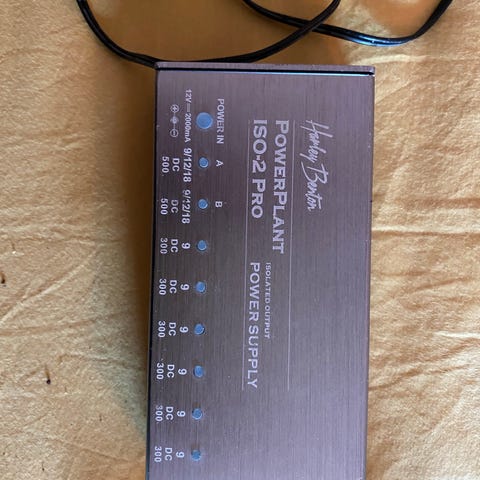 Harley Benton
POWERPLANT
ISO-2 PRO
ISOLATED OUTPUT
POWER SUPPLY
POWER IN A B
12V⎓2000mA 9/12/18 9/12/18 9 9 9 9 9 9
DC DC DC DC DC DC DC DC
500 500 300 300 300 300 300 300